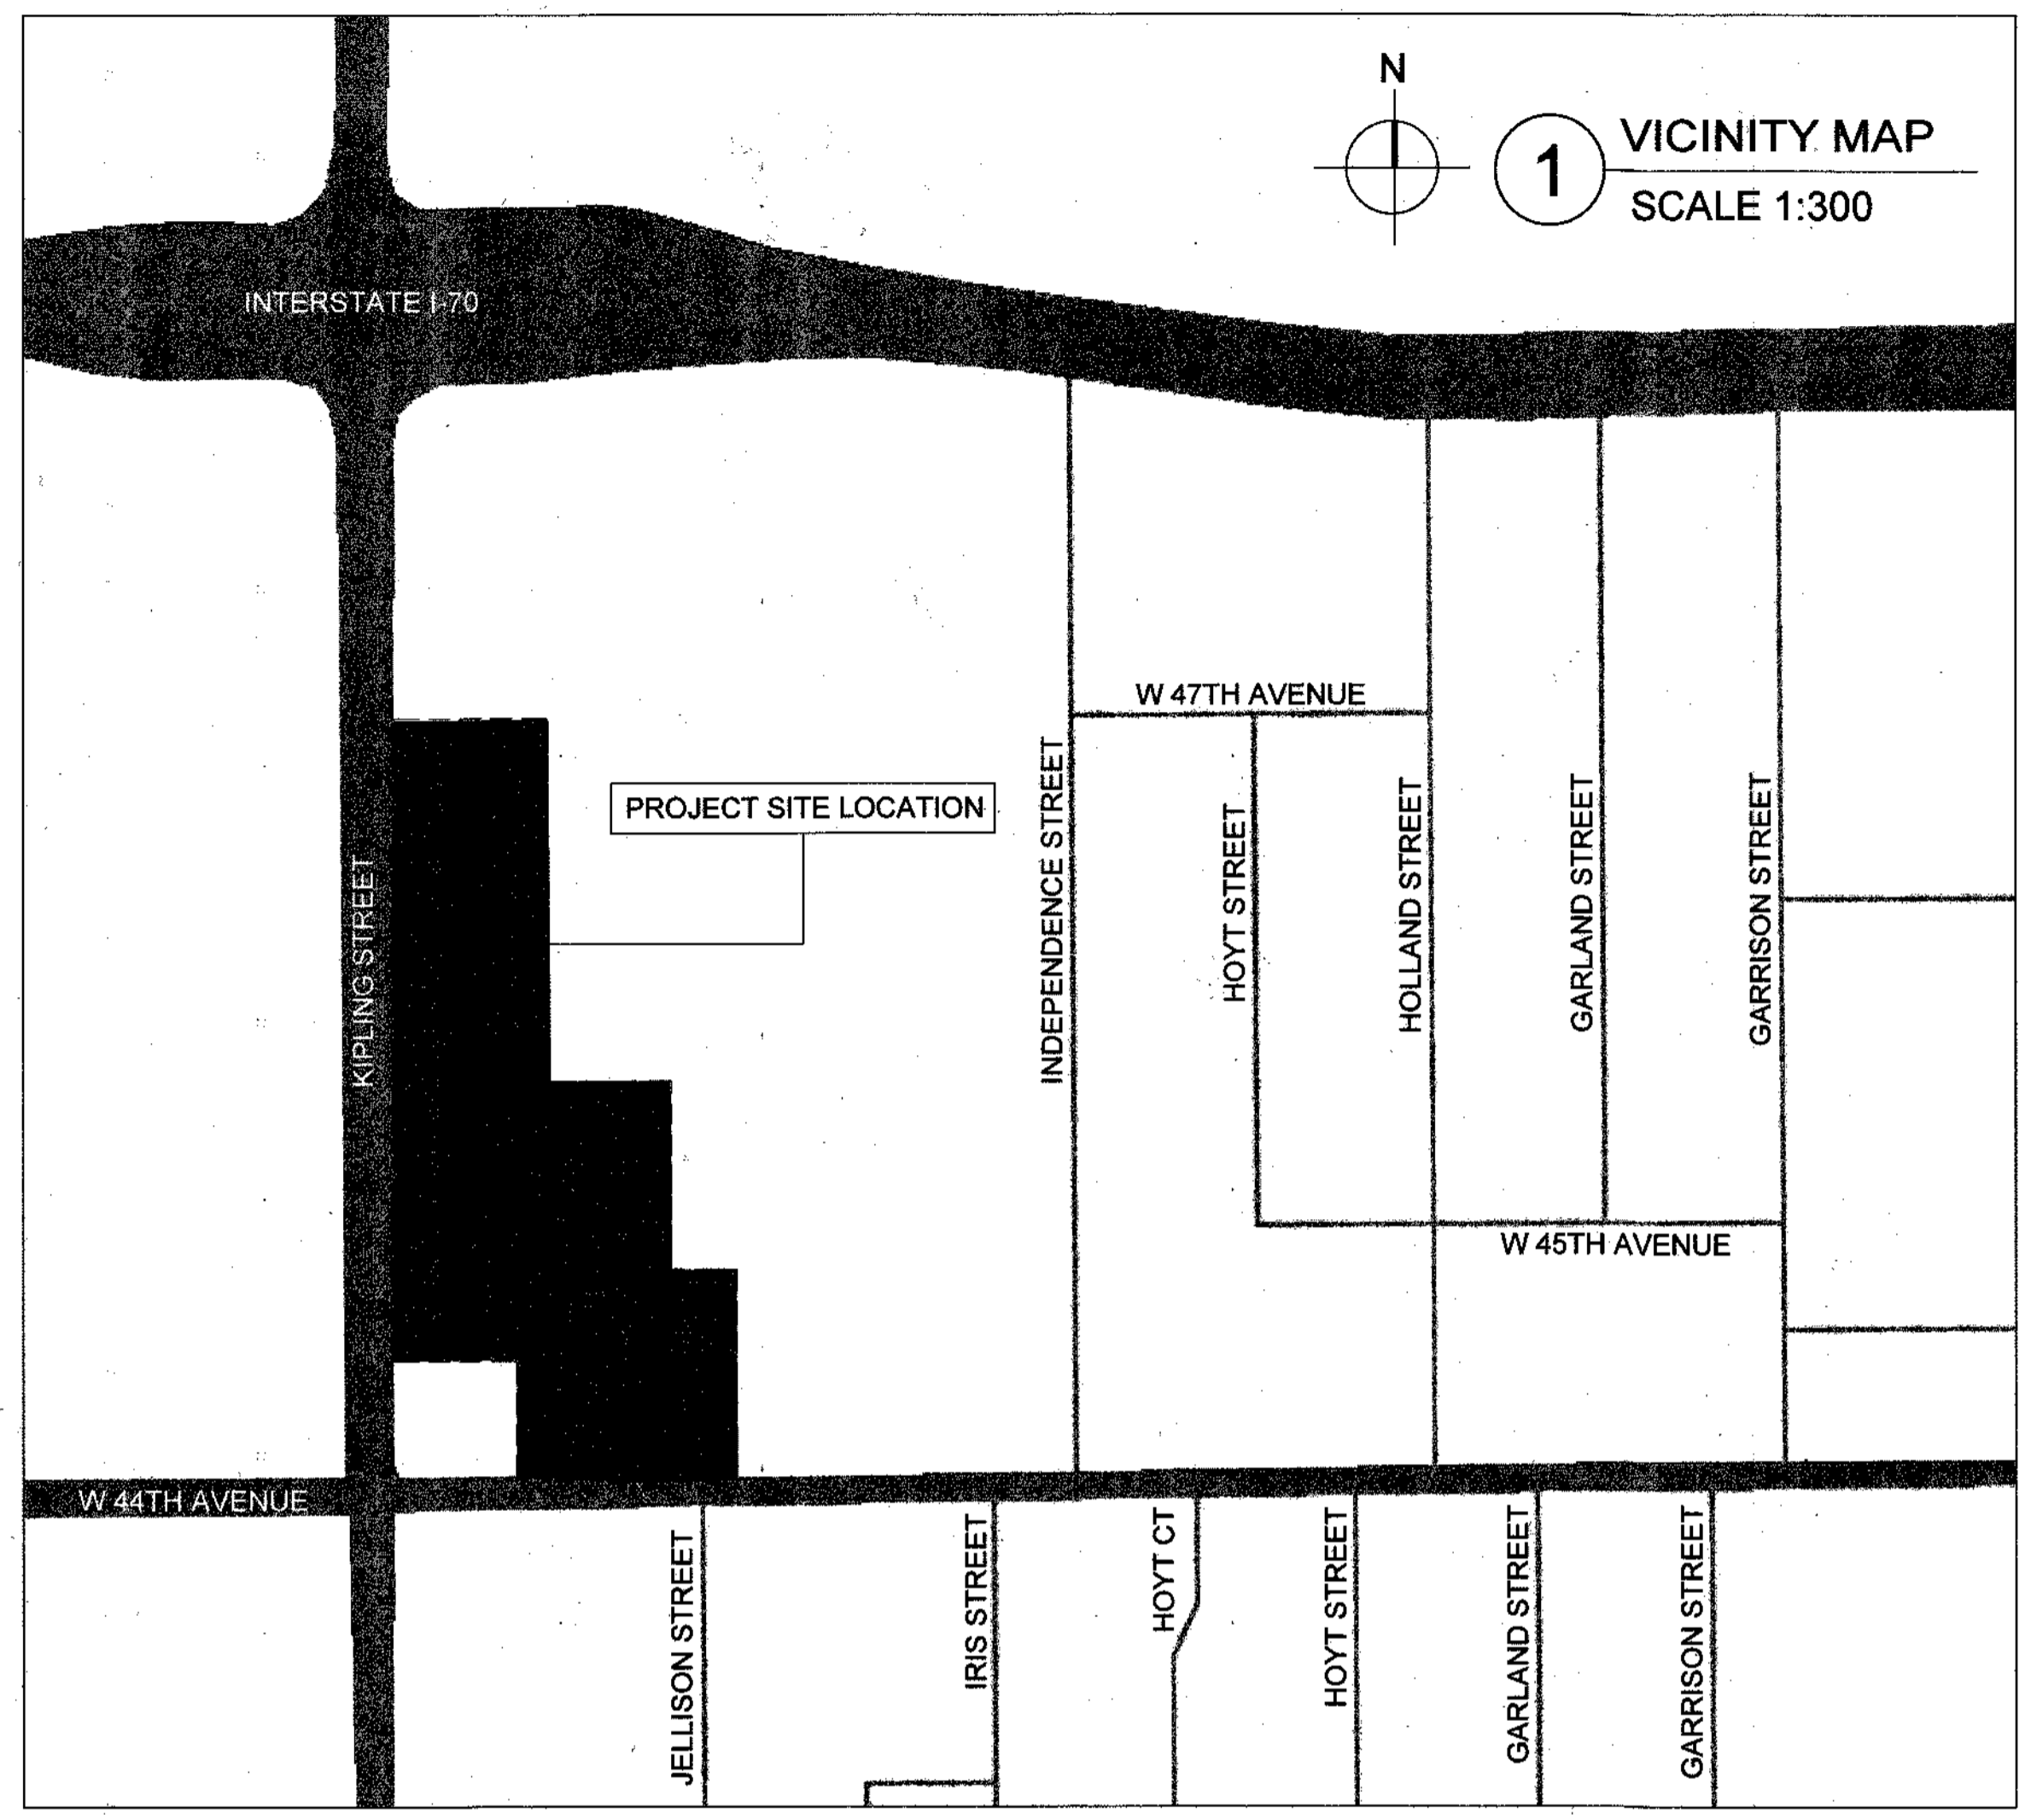 N
1
VICINITY MAP
SCALE 1:300
INTERSTATE I-70
W 47TH AVENUE
PROJECT SITE LOCATION
KIPLING STREET
INDEPENDENCE STREET
HOYT STREET
HOLLAND STREET
GARLAND STREET
GARRISON STREET
W 45TH AVENUE
W 44TH AVENUE
JELLISON STREET
IRIS STREET
HOYT CT
HOYT STREET
GARLAND STREET
GARRISON STREET